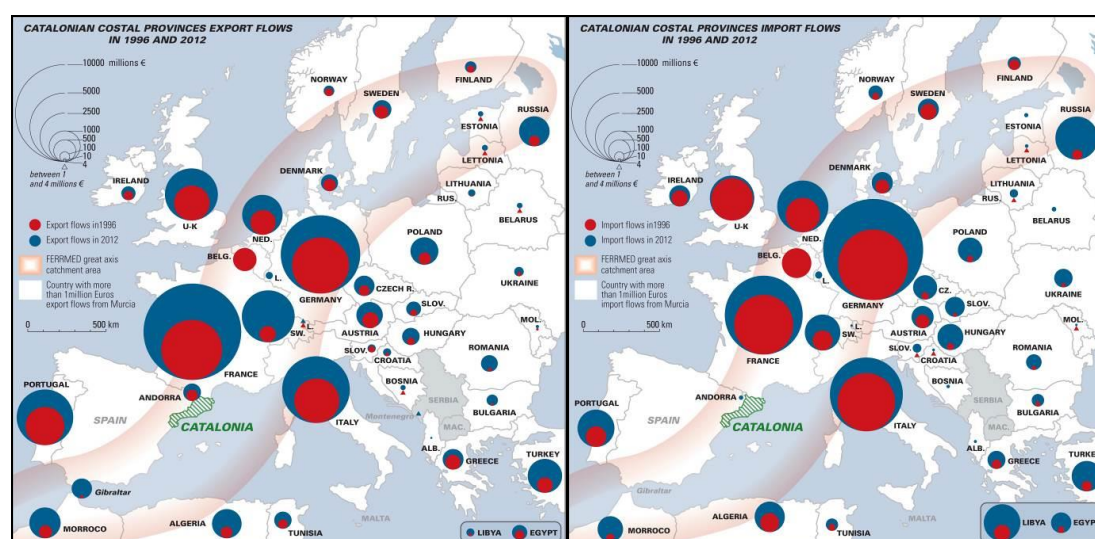 CATALONIAN COSTAL PROVINCES EXPORT FLOWS
IN 1996 AND 2012
10000 millions €
5000
2500
1000
500
100
10
4
between 1
and 4 millions €
Export flows in1996
Export flows in 2012
FERRMED great axis
catchment area
Country with more
than 1million Euros
export flows from Murcia
0 500 km
NORWAY
FINLAND
SWEDEN
RUSSIA
ESTONIA
LETTONIA
IRELAND
DENMARK
LITHUANIA
RUS.
U-K
NED.
BELARUS
POLAND
BELG.
L.
UKRAINE
GERMANY
CZECH R.
SLOV.
MOL.
SW.
L.
AUSTRIA
HUNGARY
FRANCE
SLOV.
CROATIA
ROMANIA
BOSNIA
PORTUGAL
ANDORRA
SERBIA
SPAIN
BULGARIA
CATALONIA
ITALY
Montenegro
MAC.
ALB.
GREECE
TURKEY
Gibraltar
MORROCO
ALGERIA
TUNISIA
MALTA
LIBYA
EGYPT
CATALONIAN COSTAL PROVINCES IMPORT FLOWS
IN 1996 AND 2012
10000 millions €
5000
2500
1000
500
100
10
4
between 1
and 4 millions €
Import flows in1996
Import flows in 2012
FERRMED great axis
catchment area
Country with more
than 1million Euros
import flows from Murcia
0 500 km
NORWAY
FINLAND
SWEDEN
RUSSIA
ESTONIA
LETTONIA
IRELAND
DENMARK
LITHUANIA
RUS.
U-K
NED.
BELARUS
POLAND
BELG.
L.
UKRAINE
GERMANY
CZ.
SLOV.
MOL.
SW.
L.
AUSTRIA
HUNGARY
FRANCE
SLOV.
CROATIA
ROMANIA
BOSNIA
PORTUGAL
ANDORRA
SERBIA
SPAIN
BULGARIA
CATALONIA
ITALY
MAC.
ALB.
GREECE
TURKE
Gibraltar
MORROCO
ALGERIA
TUNISIA
MALTA
LIBYA
EGYPT